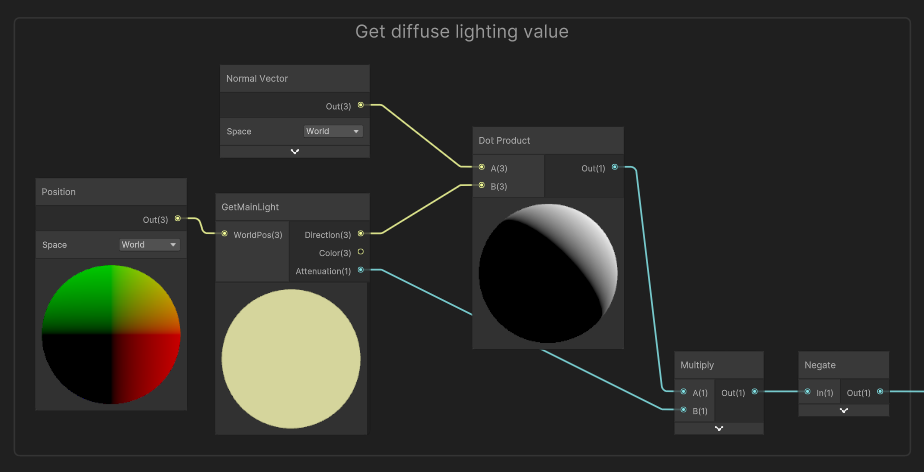 Get diffuse lighting value
Normal Vector
Out(3)
Space World
Position
Out(3)
Space World
GetMainLight
WorldPos(3) Direction(3)
Color(3)
Attenuation(1)
Dot Product
A(3) Out(1)
B(3)
Multiply
A(1) Out(1)
B(1)
Negate
In(1) Out(1)